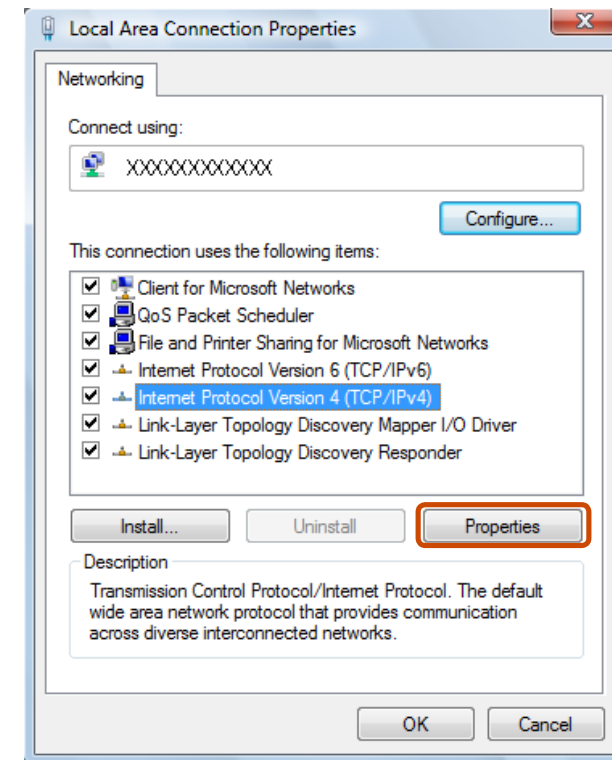 Local Area Connection Properties
Networking
Connect using:
XXXXXXXXXXXX
Configure...
This connection uses the following items:
Client for Microsoft Networks
QoS Packet Scheduler
File and Printer Sharing for Microsoft Networks
Internet Protocol Version 6 (TCP/IPv6)
Internet Protocol Version 4 (TCP/IPv4)
Link-Layer Topology Discovery Mapper I/O Driver
Link-Layer Topology Discovery Responder
Install... Uninstall Properties
Description
Transmission Control Protocol/Internet Protocol. The default
wide area network protocol that provides communication
across diverse interconnected networks.
OK Cancel